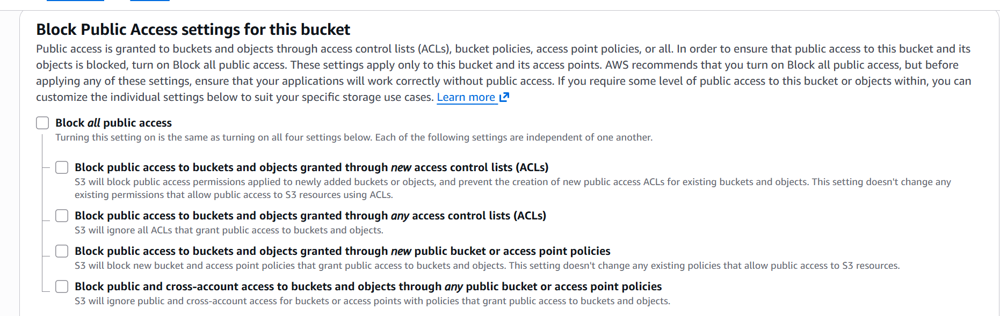 Block Public Access settings for this bucket
Public access is granted to buckets and objects through access control lists (ACLs), bucket policies, access point policies, or all. In order to ensure that public access to this bucket and its
objects is blocked, turn on Block all public access. These settings apply only to this bucket and its access points. AWS recommends that you turn on Block all public access, but before
applying any of these settings, ensure that your applications will work correctly without public access. If you require some level of public access to this bucket or objects within, you can
customize the individual settings below to suit your specific storage use cases. Learn more
Block all public access
Turning this setting on is the same as turning on all four settings below. Each of the following settings are independent of one another.
Block public access to buckets and objects granted through new access control lists (ACLs)
S3 will block public access permissions applied to newly added buckets or objects, and prevent the creation of new public access ACLs for existing buckets and objects. This setting doesn't change any
existing permissions that allow public access to S3 resources using ACLs.
Block public access to buckets and objects granted through any access control lists (ACLs)
S3 will ignore all ACLs that grant public access to buckets and objects.
Block public access to buckets and objects granted through new public bucket or access point policies
S3 will block new bucket and access point policies that grant public access to buckets and objects. This setting doesn't change any existing policies that allow public access to S3 resources.
Block public and cross-account access to buckets and objects through any public bucket or access point policies
S3 will ignore public and cross-account access for buckets or access points with policies that grant public access to buckets and objects.